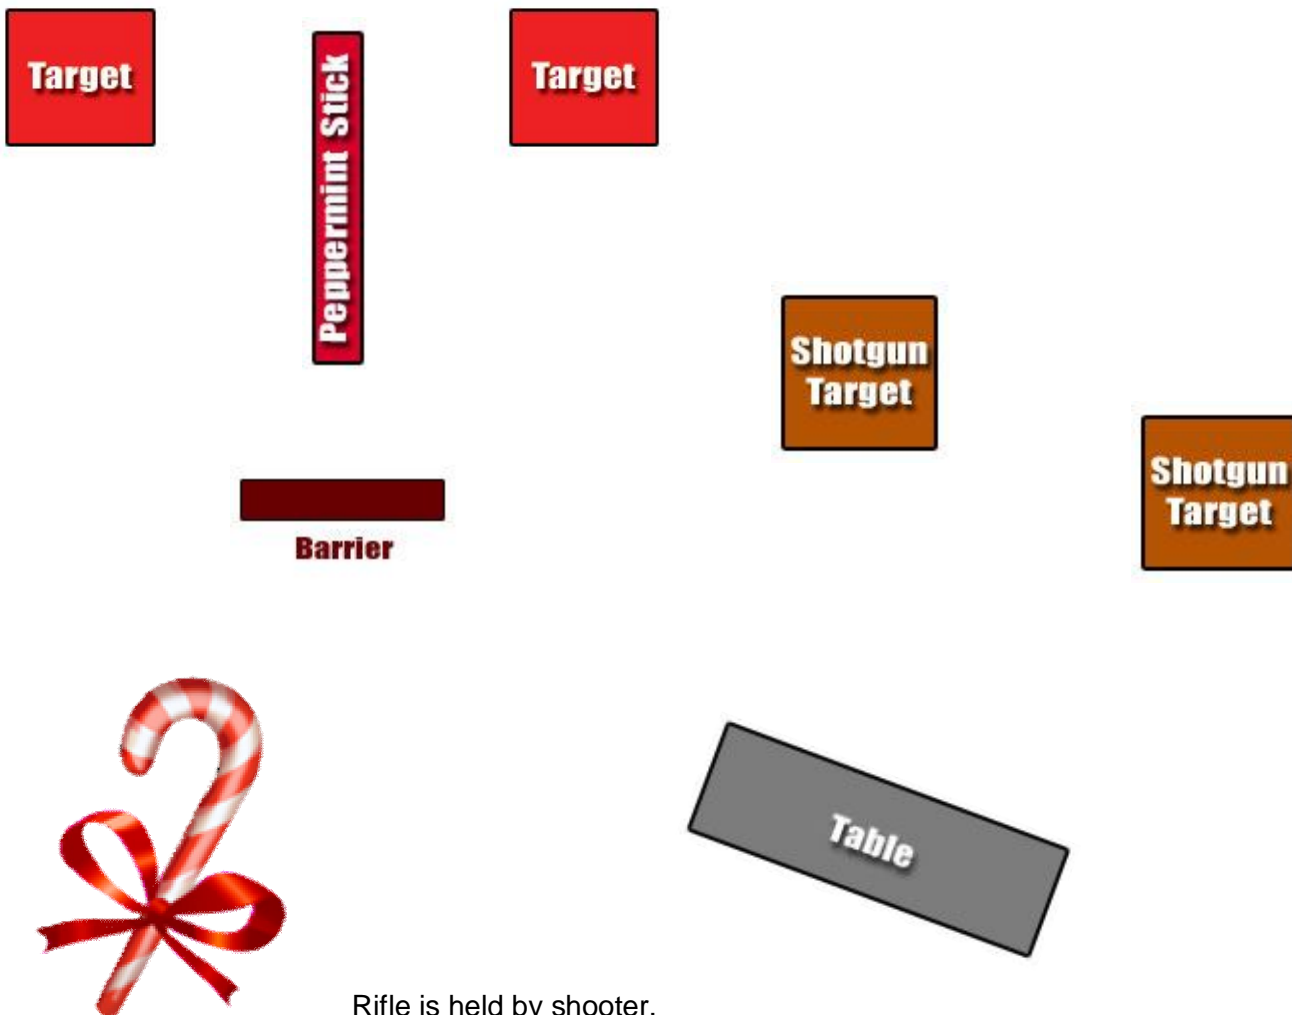 Target
Peppermint Stick
Target
Shotgun
Target
Shotgun
Target
Barrier
Table
Rifle is held by shooter.